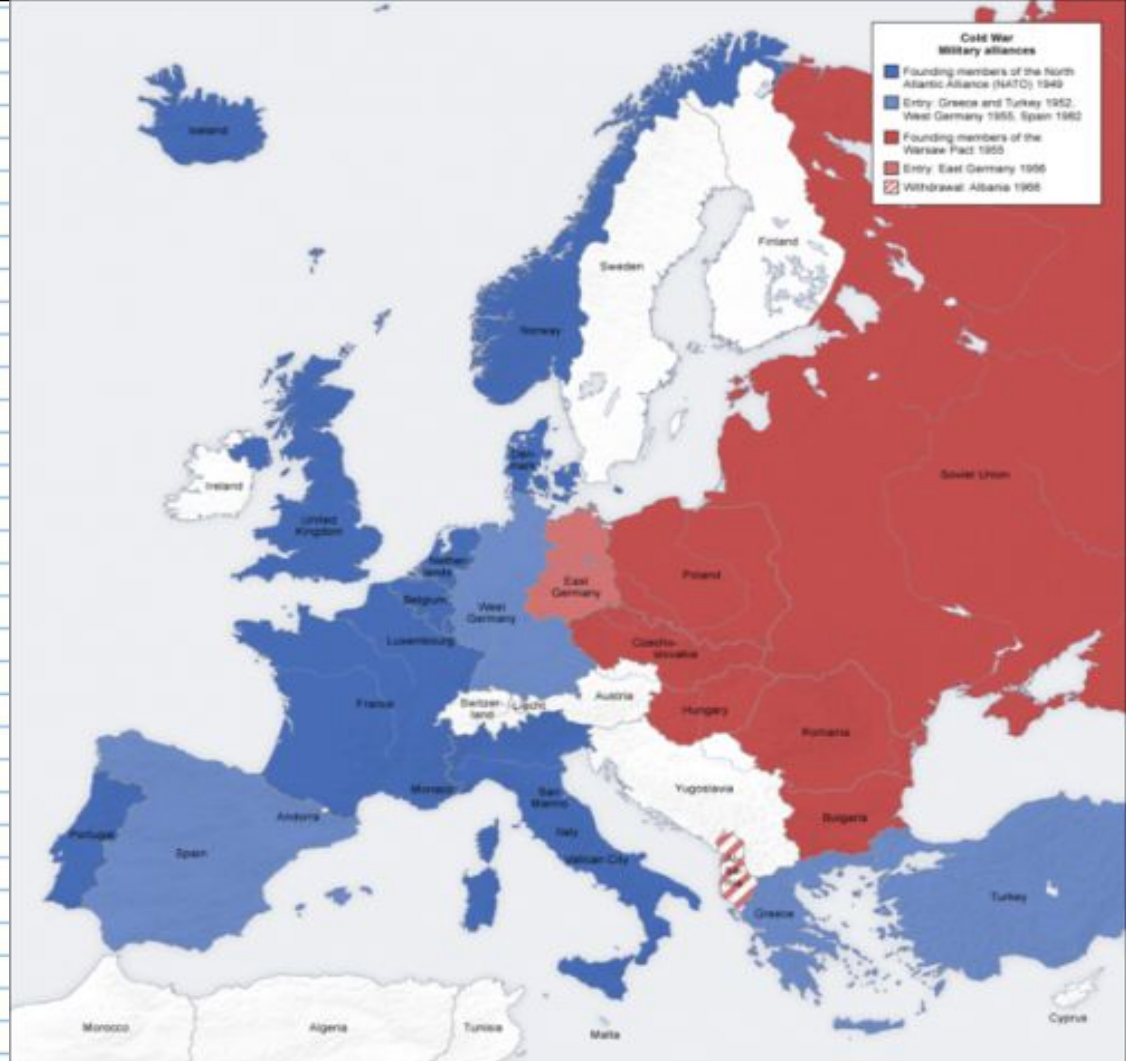 Cold War
Military alliances
Founding members of the North
Atlantic Alliance (NATO) 1949
Entry: Greece and Turkey 1952,
West Germany 1955, Spain 1982
Founding members of the
Warsaw Pact 1955
Entry: East Germany 1956
Withdrawal: Albania 1968
Iceland
Finland
Sweden
Norway
Den-
mark
Soviet Union
Ireland
United
Kingdom
Nether-
lands
East
Germany
Poland
Belgium
West
Germany
Luxembourg
Czecho-
slovakia
Austria
France
Switzer-
land
Liecht.
Hungary
Romania
Yugoslavia
Monaco
San
Marino
Andorra
Bulgaria
Portugal
Italy
Spain
Vatican City
Turkey
Greece
Morocco
Algeria
Tunisia
Malta
Cyprus